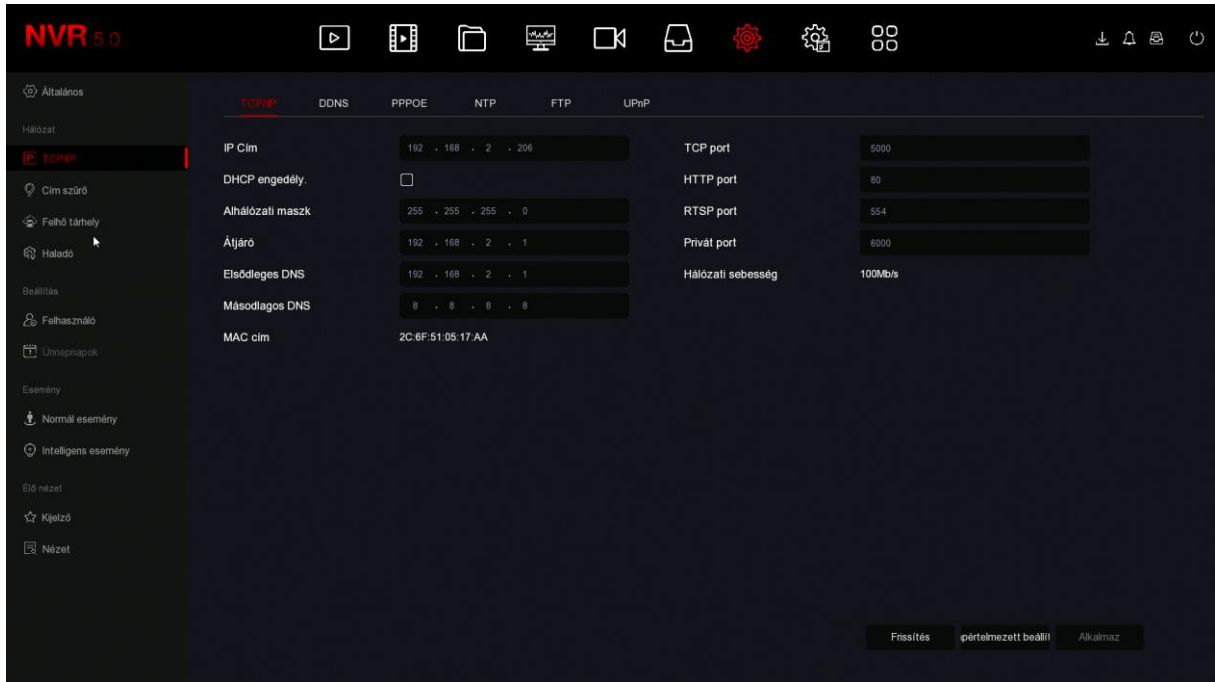 NVR 5.0
Általános
Hálózat
TCP/IP
Cím szűrő
Felhő tárhely
Haladó
Beállítás
Felhasználó
Ünnepnapok
Esemény
Normál esemény
Intelligens esemény
Élő nézet
Kijelző
Nézet
TCP/IP DDNS PPPOE NTP FTP UPnP
IP Cím 192 . 168 . 2 . 206
DHCP engedély.
Alhálózati maszk 255 . 255 . 255 . 0
Átjáró 192 . 168 . 2 . 1
Elsődleges DNS 192 . 168 . 2 . 1
Másodlagos DNS 8 . 8 . 8 . 8
MAC cím 2C:6F:51:05:17:AA
TCP port 5000
HTTP port 80
RTSP port 554
Privát port 6000
Hálózati sebesség 100Mb/s
Frissítés pértelmezett beállít Alkalmaz